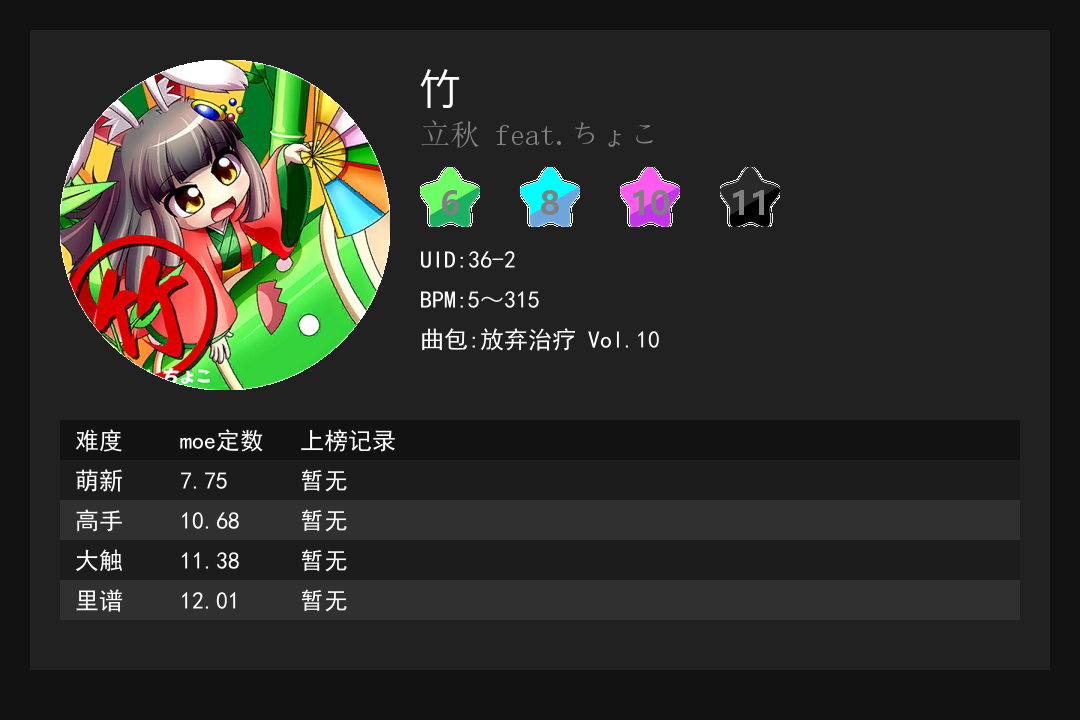 竹
立秋 feat.ちょこ
6 8 10 11
UID:36-2
BPM:5～315
曲包:放弃治疗 Vol.10
竹
ちょこ
难度 moe定数 上榜记录
萌新 7.75 暂无
高手 10.68 暂无
大触 11.38 暂无
里谱 12.01 暂无